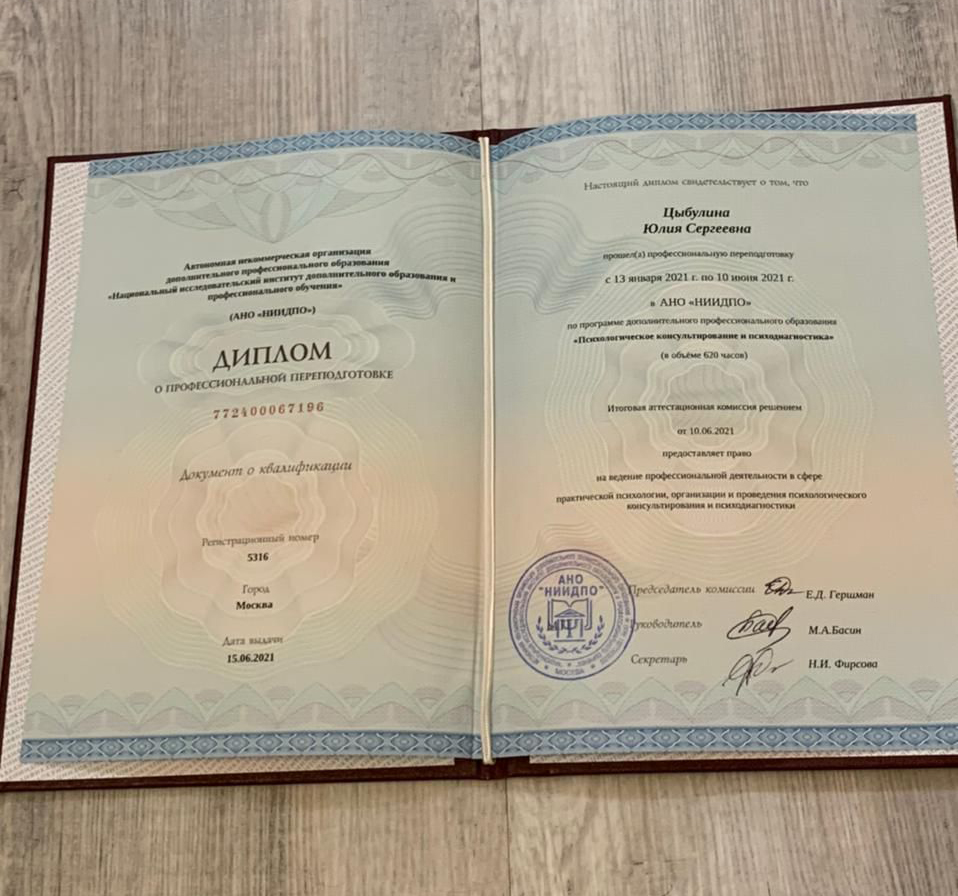 Автономная некоммерческая организация
дополнительного профессионального образования
«Национальный исследовательский институт дополнительного образования и
профессионального обучения»
(АНО «НИИДПО»)
ДИПЛОМ
О ПРОФЕССИОНАЛЬНОЙ ПЕРЕПОДГОТОВКЕ
772400067196
Документ о квалификации
Регистрационный номер
5316
Город
Москва
Дата выдачи
15.06.2021
Настоящий диплом свидетельствует о том, что
Цыбулина
Юлия Сергеевна
прошел(а) профессиональную переподготовку
с 13 января 2021 г. по 10 июня 2021 г.
в АНО «НИИДПО»
по программе дополнительного профессионального образования
«Психологическое консультирование и психодиагностика»
(в объёме 620 часов)
Итоговая аттестационная комиссия решением
от 10.06.2021
предоставляет право
на ведение профессиональной деятельности в сфере
практической психологии, организации и проведения психологического
консультирования и психодиагностики
АНО
"НИИДПО"
МОСКВА
Председатель комиссии Е.Д. Гершман
Руководитель М.А.Басин
Секретарь Н.И. Фирсова